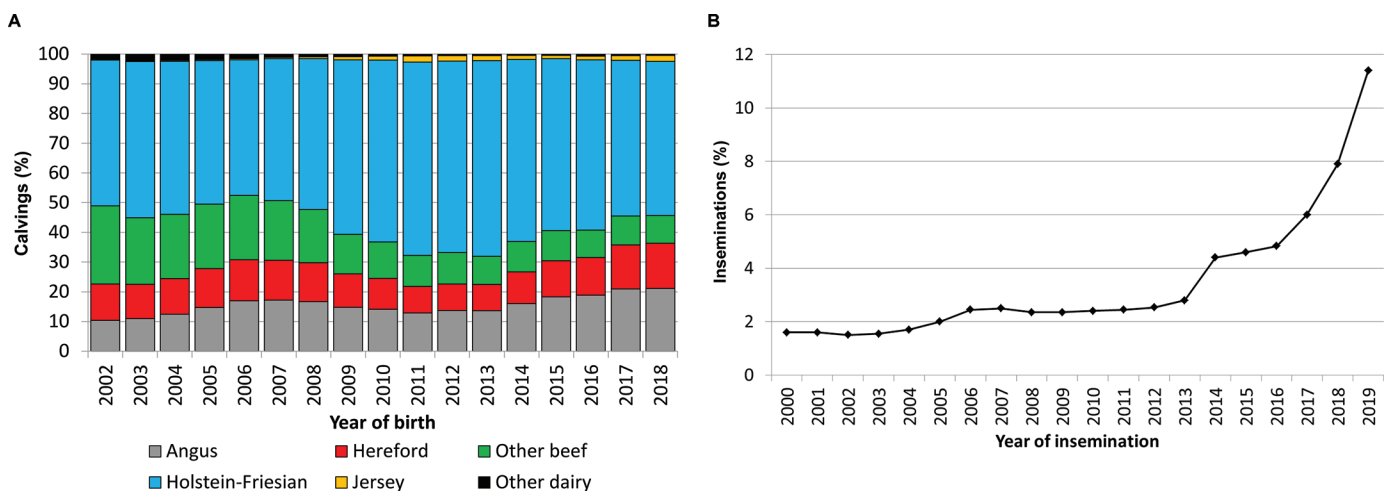 A
Calvings (%)
100
90
80
70
60
50
40
30
20
10
0
2002 2003 2004 2005 2006 2007 2008 2009 2010 2011 2012 2013 2014 2015 2016 2017 2018
Year of birth
Angus Hereford Other beef
Holstein-Friesian Jersey Other dairy
B
Inseminations (%)
12
10
8
6
4
2
0
2000 2001 2002 2003 2004 2005 2006 2007 2008 2009 2010 2011 2012 2013 2014 2015 2016 2017 2018 2019
Year of insemination